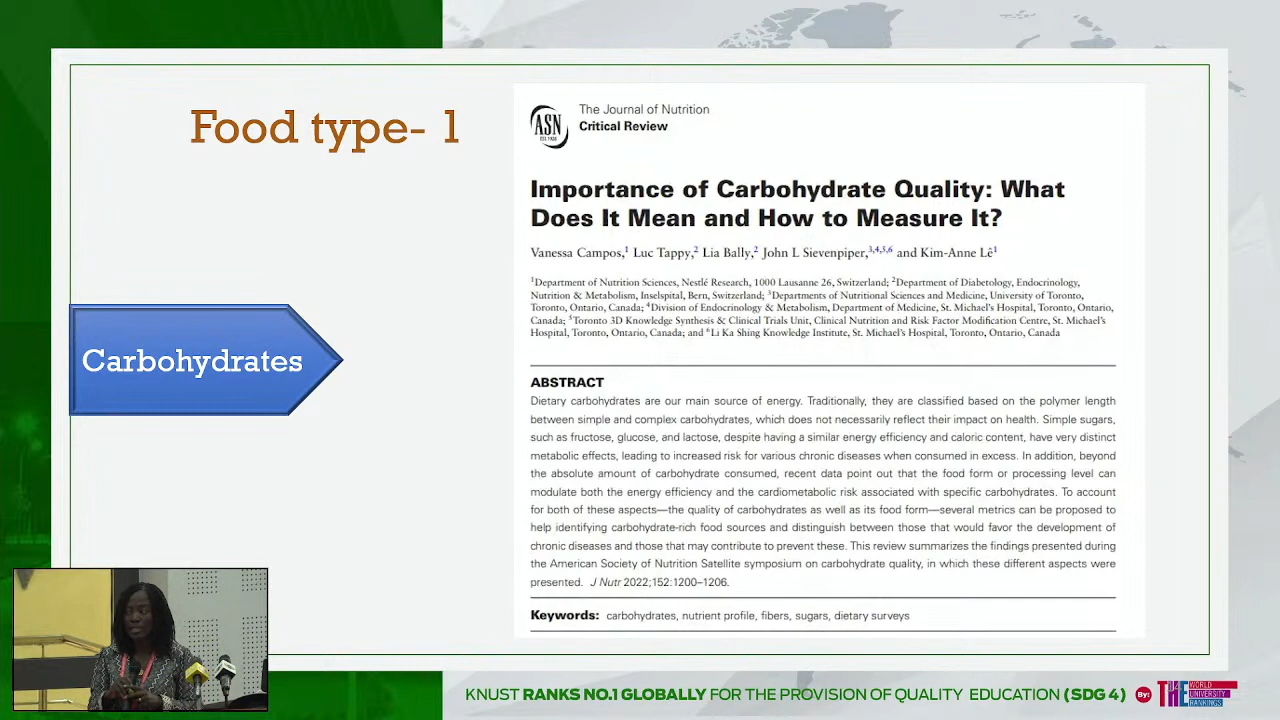 Food type- 1
Carbohydrates
ASN
EST. 1928
The Journal of Nutrition
Critical Review
Importance of Carbohydrate Quality: What
Does It Mean and How to Measure It?
Vanessa Campos,1 Luc Tappy,2 Lia Bally,2 John L Sievenpiper,3,4,5,6 and Kim-Anne Lê1
1Department of Nutrition Sciences, Nestlé Research, 1000 Lausanne 26, Switzerland; 2Department of Diabetology, Endocrinology,
Nutrition & Metabolism, Inselspital, Bern, Switzerland; 3Departments of Nutritional Sciences and Medicine, University of Toronto,
Toronto, Ontario, Canada; 4Division of Endocrinology & Metabolism, Department of Medicine, St. Michael's Hospital, Toronto, Ontario,
Canada; 5Toronto 3D Knowledge Synthesis & Clinical Trials Unit, Clinical Nutrition and Risk Factor Modification Centre, St. Michael's
Hospital, Toronto, Ontario, Canada; and 6Li Ka Shing Knowledge Institute, St. Michael's Hospital, Toronto, Ontario, Canada
ABSTRACT
Dietary carbohydrates are our main source of energy. Traditionally, they are classified based on the polymer length
between simple and complex carbohydrates, which does not necessarily reflect their impact on health. Simple sugars,
such as fructose, glucose, and lactose, despite having a similar energy efficiency and caloric content, have very distinct
metabolic effects, leading to increased risk for various chronic diseases when consumed in excess. In addition, beyond
the absolute amount of carbohydrate consumed, recent data point out that the food form or processing level can
modulate both the energy efficiency and the cardiometabolic risk associated with specific carbohydrates. To account
for both of these aspects—the quality of carbohydrates as well as its food form—several metrics can be proposed to
help identifying carbohydrate-rich food sources and distinguish between those that would favor the development of
chronic diseases and those that may contribute to prevent these. This review summarizes the findings presented during
the American Society of Nutrition Satellite symposium on carbohydrate quality, in which these different aspects were
presented. J Nutr 2022;152:1200–1206.
Keywords: carbohydrates, nutrient profile, fibers, sugars, dietary surveys
KNUST RANKS NO.1 GLOBALLY FOR THE PROVISION OF QUALITY EDUCATION (SDG 4) By: THE WORLD
UNIVERSITY
RANKINGS